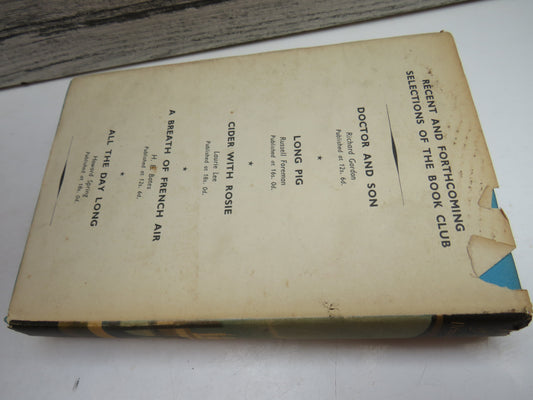 RECENT AND FORTHCOMING
SELECTIONS OF THE BOOK CLUB
DOCTOR AND SON
Richard Gordon
Published at 12s. 6d.
LONG PIG
Russell Foreman
Published at 16s. 0d.
CIDER WITH ROSIE
Laurie Lee
Published at 18s. 0d.
A BREATH OF FRENCH AIR
H. E. Bates
Published at 12s. 6d.
ALL THE DAY LONG
Howard Spring
Published at 18s. 0d.